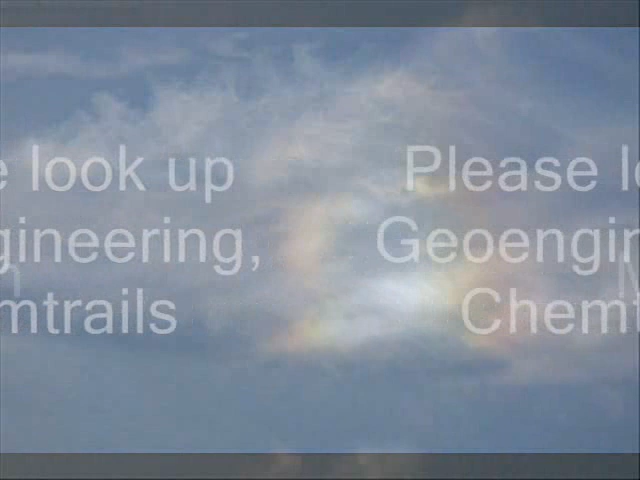 e look up
gineering,
mtrails
Please lo
Geoengin
Chemt